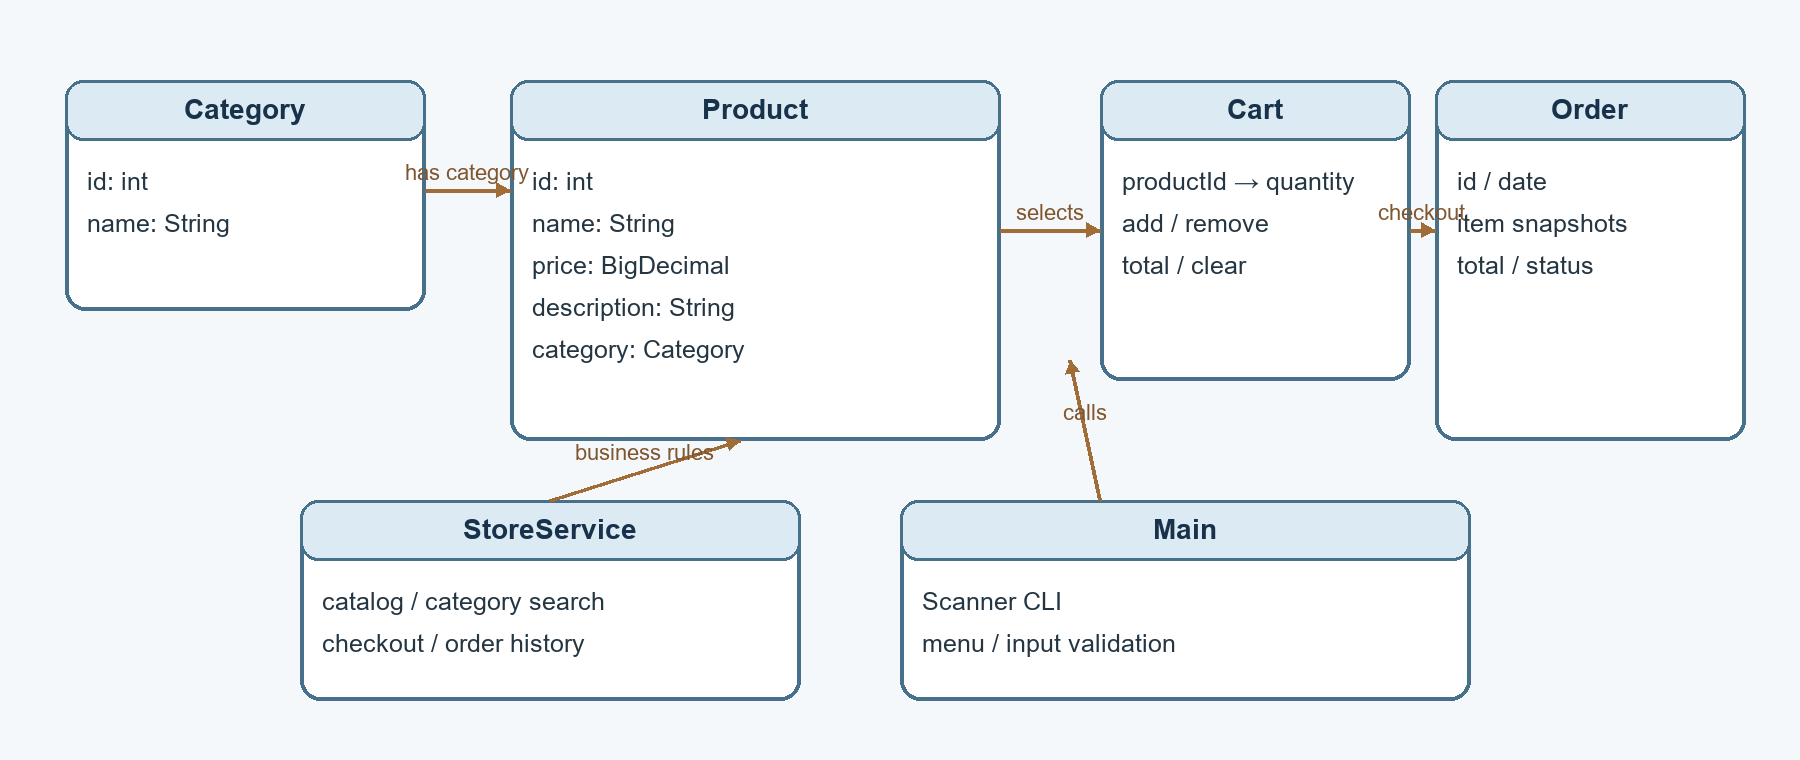 Category
id: int
name: String
has category
Product
id: int
name: String
price: BigDecimal
description: String
category: Category
selects
Cart
productId → quantity
add / remove
total / clear
checkout
Order
id / date
item snapshots
total / status
business rules
calls
StoreService
catalog / category search
checkout / order history
Main
Scanner CLI
menu / input validation